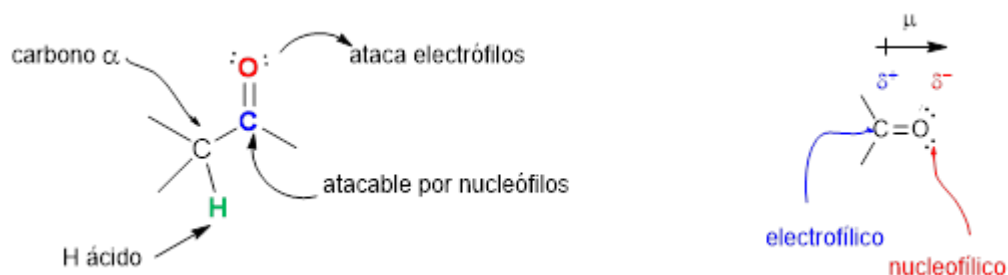 carbono α
O
ataca electrófilos
C
C
atacable por nucleófilos
H
H ácido
μ
δ+ δ−
C=O
electrofílico
nucleofílico